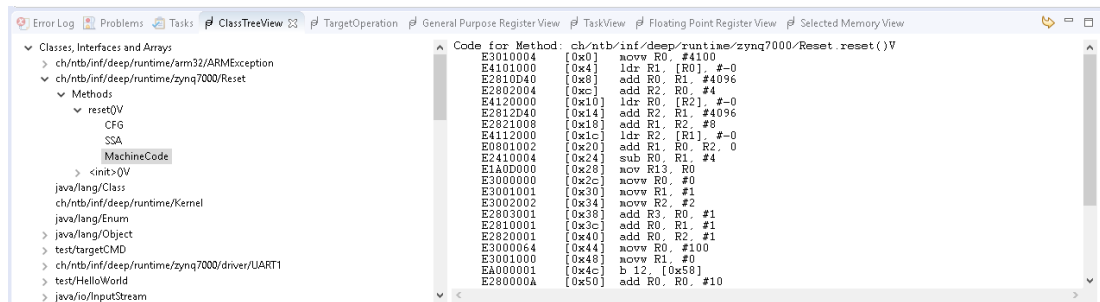 Error Log Problems Tasks ClassTreeView TargetOperation General Purpose Register View TaskView Floating Point Register View Selected Memory View
Classes, Interfaces and Arrays
ch/ntb/inf/deep/runtime/arm32/ARMException
ch/ntb/inf/deep/runtime/zynq7000/Reset
Methods
reset()V
CFG
SSA
MachineCode
<init>()V
java/lang/Class
ch/ntb/inf/deep/runtime/Kernel
java/lang/Enum
java/lang/Object
test/targetCMD
ch/ntb/inf/deep/runtime/zynq7000/driver/UART1
test/HelloWorld
java/io/InputStream
Code for Method: ch/ntb/inf/deep/runtime/zynq7000/Reset.reset()V
E3010004 [0x0] movw R0, #4100
E4101000 [0x4] ldr R1, [R0], #-0
E2810D40 [0x8] add R0, R1, #4096
E2802004 [0xc] add R2, R0, #4
E4120000 [0x10] ldr R0, [R2], #-0
E2812D40 [0x14] add R2, R1, #4096
E2821008 [0x18] add R1, R2, #8
E4112000 [0x1c] ldr R2, [R1], #-0
E0801002 [0x20] add R1, R0, R2, 0
E2410004 [0x24] sub R0, R1, #4
E1A0D000 [0x28] mov R13, R0
E3000000 [0x2c] movw R0, #0
E3001001 [0x30] movw R1, #1
E3002002 [0x34] movw R2, #2
E2803001 [0x38] add R3, R0, #1
E2810001 [0x3c] add R0, R1, #1
E2820001 [0x40] add R0, R2, #1
E3000064 [0x44] movw R0, #100
E3001000 [0x48] movw R1, #0
EA000001 [0x4c] b 12, [0x58]
E280000A [0x50] add R0, R0, #10